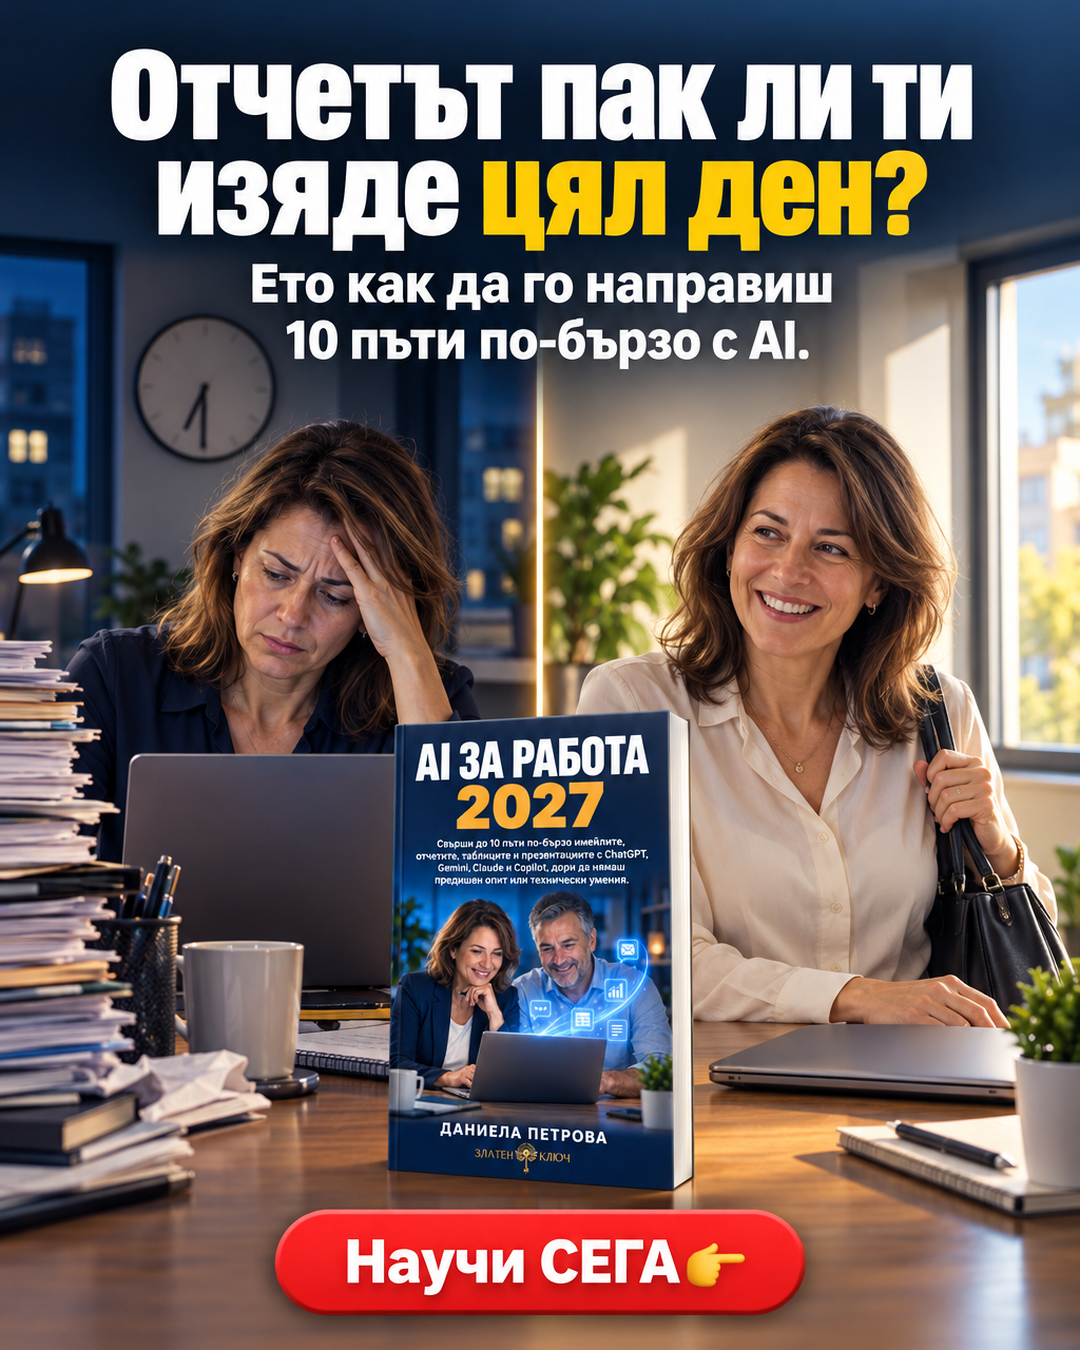 Отчетът пак ли ти
изяде цял ден?
Ето как да го направиш
10 пъти по-бързо с AI.
AI ЗА РАБОТА
2027
Свърши до 10 пъти по-бързо имейлите,
отчетите, таблиците и презентациите с ChatGPT,
Gemini, Claude и Copilot, дори да нямаш
предишен опит или технически умения.
ДАНИЕЛА ПЕТРОВА
ЗЛАТЕН КЛЮЧ
Научи СЕГА👉